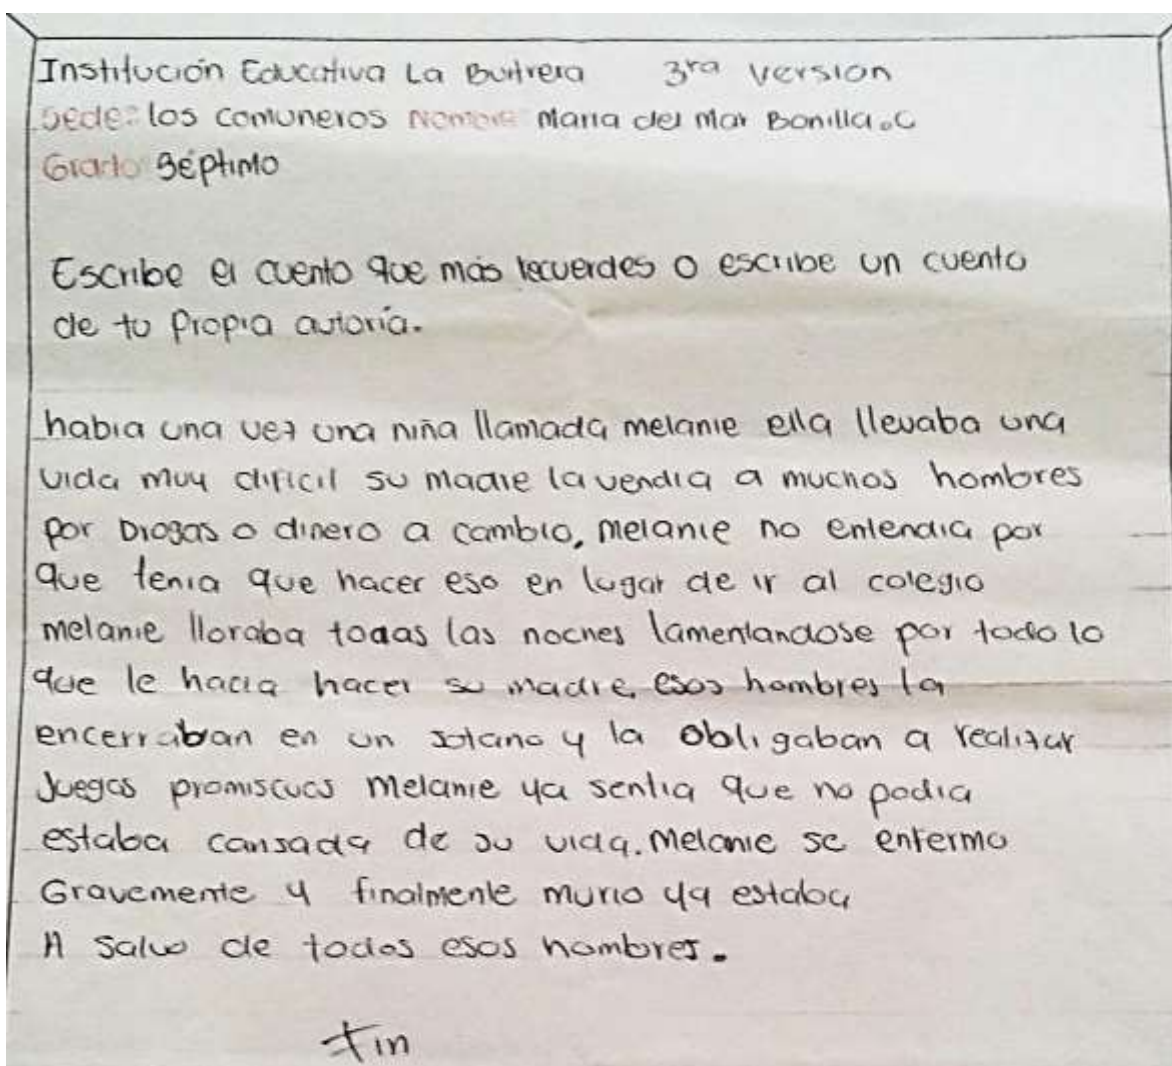 Institución Educativa La Buitrera 3ra Version
Sede: los comuneros Nombre Maria del Mar Bonilla.C
Grado Séptimo
Escribe el cuento que más recuerdes o escribe un cuento
de tu Propia autoria.
habia una vez una niña llamada melanie ella llevaba una
vida muy dificil su madre la vendia a muchos hombres
por Drogas o dinero a cambio, melanie no entendia por
que tenia que hacer eso en lugar de ir al colegio
melanie lloraba todas las noches lamentandose por todo lo
que le hacia hacer su madre, esos hombres la
encerraban en un sotano y la obligaban a realizar
Juegos promiscuos Melanie ya sentia que no podia
estaba cansada de su vida. Melanie se enfermo
Gravemente y finalmente murio ya estaba
A salvo de todos esos hombres.
Fin